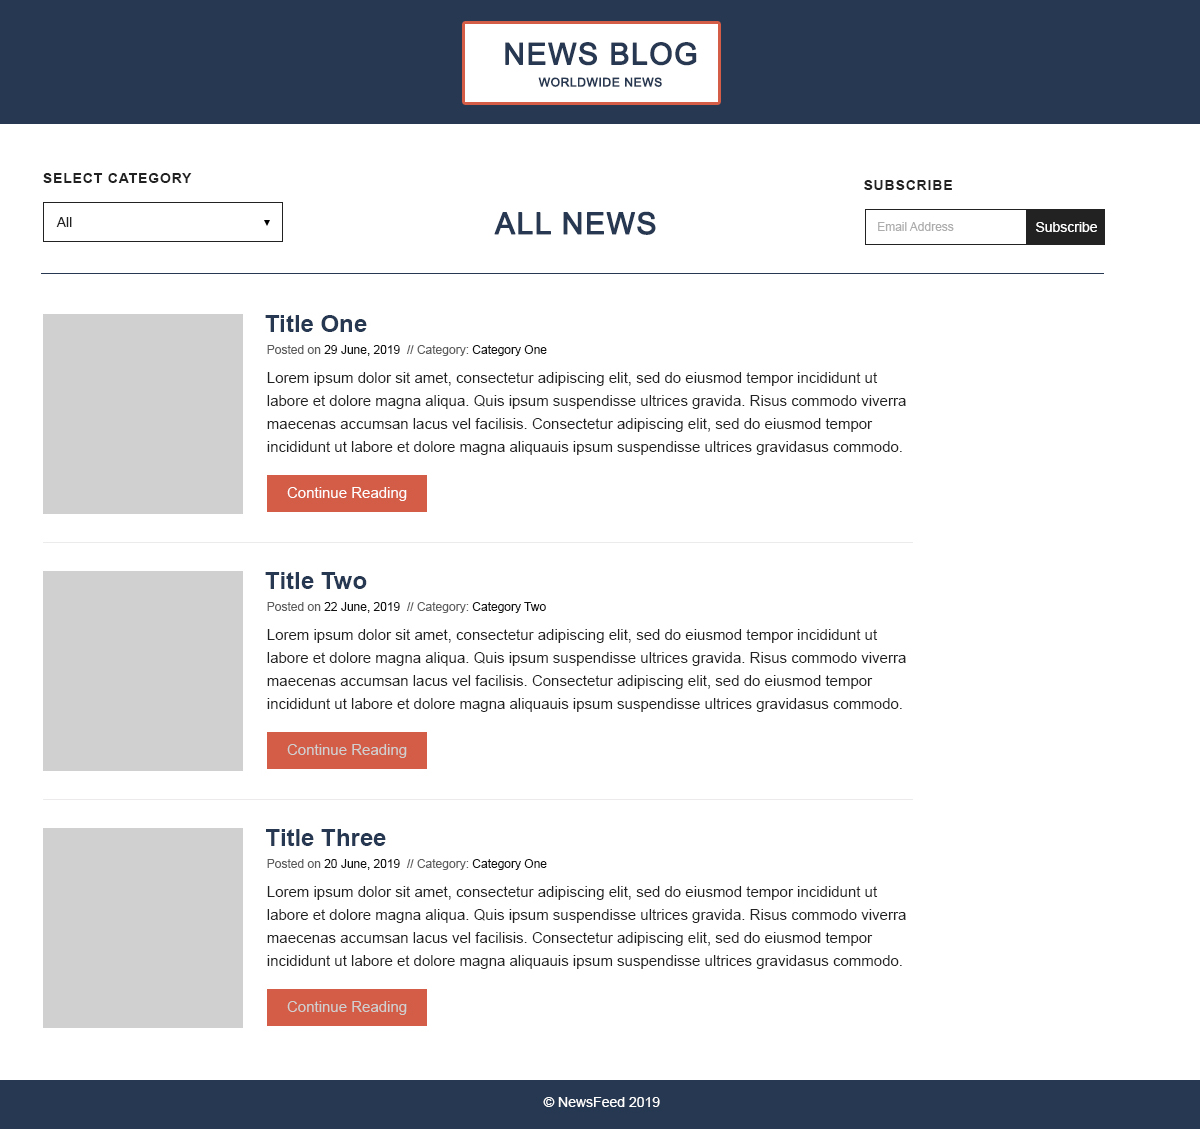 NEWS BLOG
WORLDWIDE NEWS
SELECT CATEGORY
All ▾
ALL NEWS
SUBSCRIBE
Email Address Subscribe
Title One
Posted on 29 June, 2019 // Category: Category One
Lorem ipsum dolor sit amet, consectetur adipiscing elit, sed do eiusmod tempor incididunt ut
labore et dolore magna aliqua. Quis ipsum suspendisse ultrices gravida. Risus commodo viverra
maecenas accumsan lacus vel facilisis. Consectetur adipiscing elit, sed do eiusmod tempor
incididunt ut labore et dolore magna aliquauis ipsum suspendisse ultrices gravidasus commodo.
Continue Reading
Title Two
Posted on 22 June, 2019 // Category: Category Two
Lorem ipsum dolor sit amet, consectetur adipiscing elit, sed do eiusmod tempor incididunt ut
labore et dolore magna aliqua. Quis ipsum suspendisse ultrices gravida. Risus commodo viverra
maecenas accumsan lacus vel facilisis. Consectetur adipiscing elit, sed do eiusmod tempor
incididunt ut labore et dolore magna aliquauis ipsum suspendisse ultrices gravidasus commodo.
Continue Reading
Title Three
Posted on 20 June, 2019 // Category: Category One
Lorem ipsum dolor sit amet, consectetur adipiscing elit, sed do eiusmod tempor incididunt ut
labore et dolore magna aliqua. Quis ipsum suspendisse ultrices gravida. Risus commodo viverra
maecenas accumsan lacus vel facilisis. Consectetur adipiscing elit, sed do eiusmod tempor
incididunt ut labore et dolore magna aliquauis ipsum suspendisse ultrices gravidasus commodo.
Continue Reading
© NewsFeed 2019